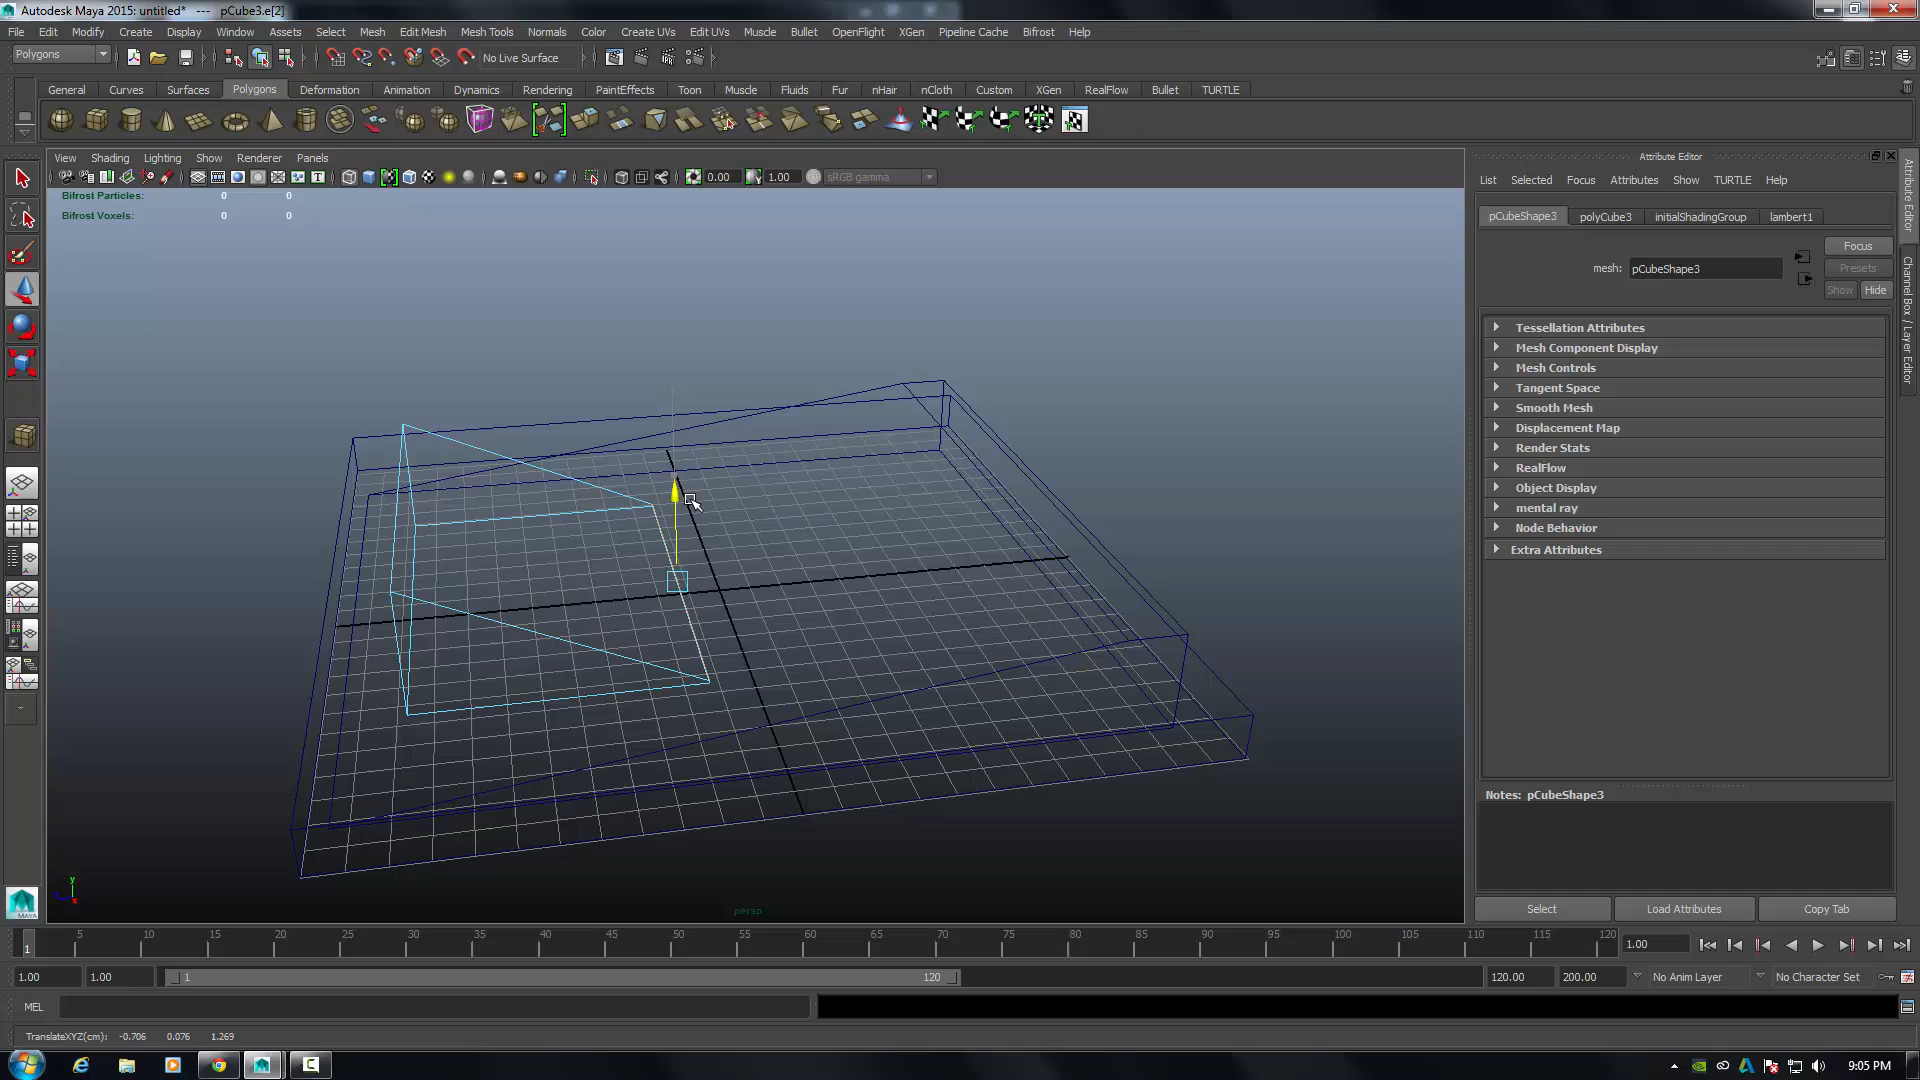 Autodesk Maya 2015: untitled*   ---   pCube3.e[2]
File Edit Modify Create Display Window Assets Select Mesh Edit Mesh Mesh Tools Normals Color Create UVs Edit UVs Muscle Bullet OpenFlight XGen Pipeline Cache Bifrost Help
Polygons No Live Surface
General Curves Surfaces Polygons Deformation Animation Dynamics Rendering PaintEffects Toon Muscle Fluids Fur nHair nCloth Custom XGen RealFlow Bullet TURTLE
View Shading Lighting Show Renderer Panels
0.00 1.00 sRGB gamma
Bifrost Particles: 0 0
Bifrost Voxels: 0 0
persp
y
x
Attribute Editor
List Selected Focus Attributes Show TURTLE Help
pCubeShape3 polyCube3 initialShadingGroup lambert1
Focus
mesh: pCubeShape3
Presets
Show Hide
Tessellation Attributes
Mesh Component Display
Mesh Controls
Tangent Space
Smooth Mesh
Displacement Map
Render Stats
RealFlow
Object Display
mental ray
Node Behavior
Extra Attributes
Notes: pCubeShape3
Select Load Attributes Copy Tab
Attribute Editor
Channel Box / Layer Editor
MAYA
1 5 10 15 20 25 30 35 40 45 50 55 60 65 70 75 80 85 90 95 100 105 110 115 120
1.00
1.00 1.00 1 120 120.00 200.00 No Anim Layer No Character Set
MEL
TranslateXYZ(cm): -0.706 0.076 1.269
9:05 PM